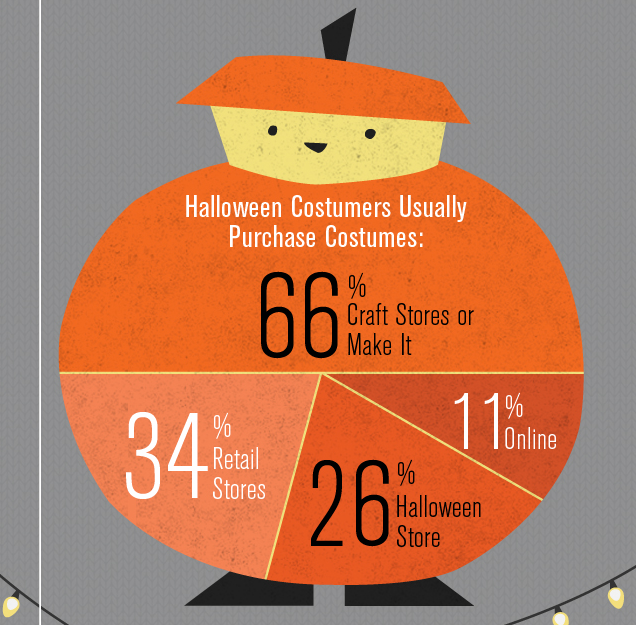 Halloween Costumers Usually
Purchase Costumes:
66%
Craft Stores or
Make It
34%
Retail
Stores
26%
Halloween
Store
11%
Online